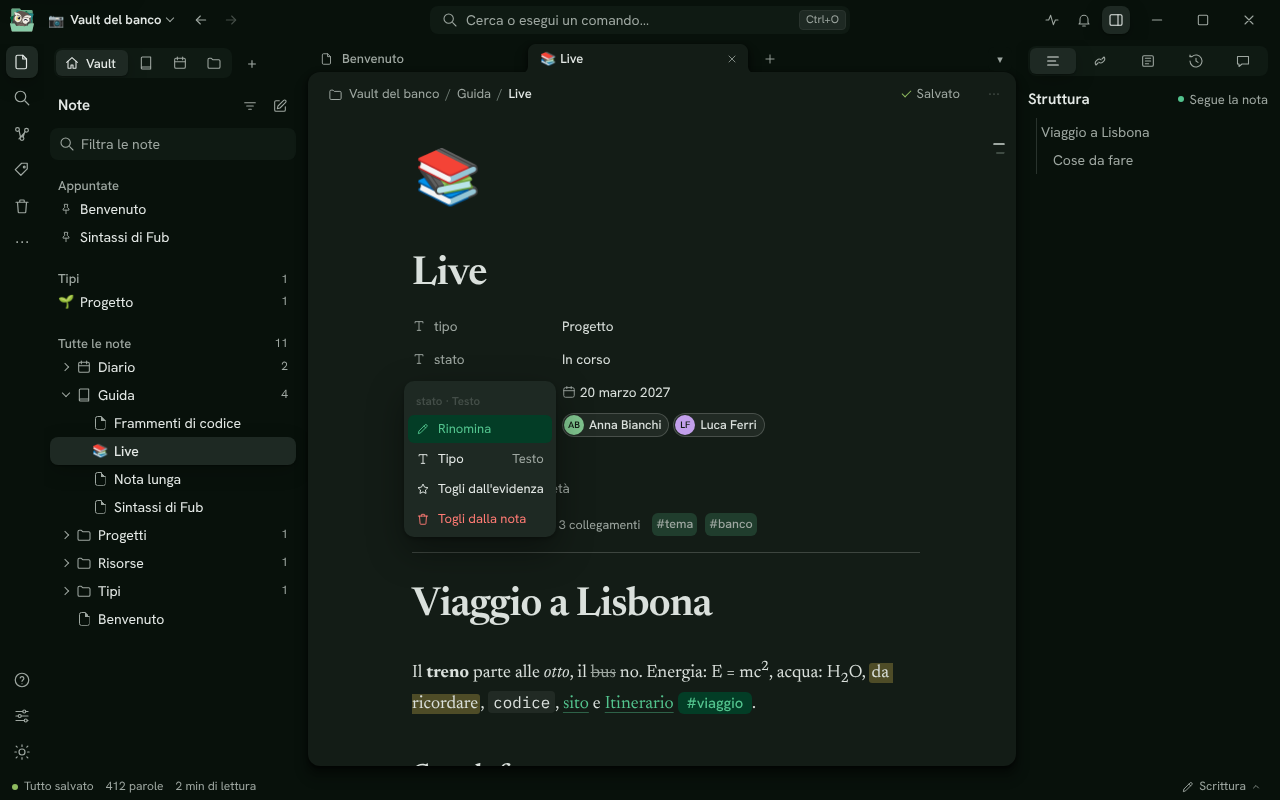 Vault del banco
Cerca o esegui un comando…
Ctrl+O
Vault
Benvenuto
Live
Note
Vault del banco / Guida / Live
Salvato
Struttura
Segue la nota
Filtra le note
Viaggio a Lisbona
Cose da fare
Appuntate
Benvenuto
Sintassi di Fub
Tipi 1
Progetto 1
Tutte le note 11
Diario 2
Guida 4
Frammenti di codice
Live
Nota lunga
Sintassi di Fub
Progetti 1
Risorse 1
Tipi 1
Benvenuto
Live
tipo Progetto
stato In corso
20 marzo 2027
AB Anna Bianchi LF Luca Ferri
stato · Testo
Rinomina
Tipo Testo
Togli dall'evidenza
Togli dalla nota
3 collegamenti #tema #banco
Viaggio a Lisbona
Il treno parte alle otto, il bus no. Energia: E = mc², acqua: H₂O, da
ricordare, codice, sito e Itinerario #viaggio.
Tutto salvato 412 parole 2 min di lettura
Scrittura